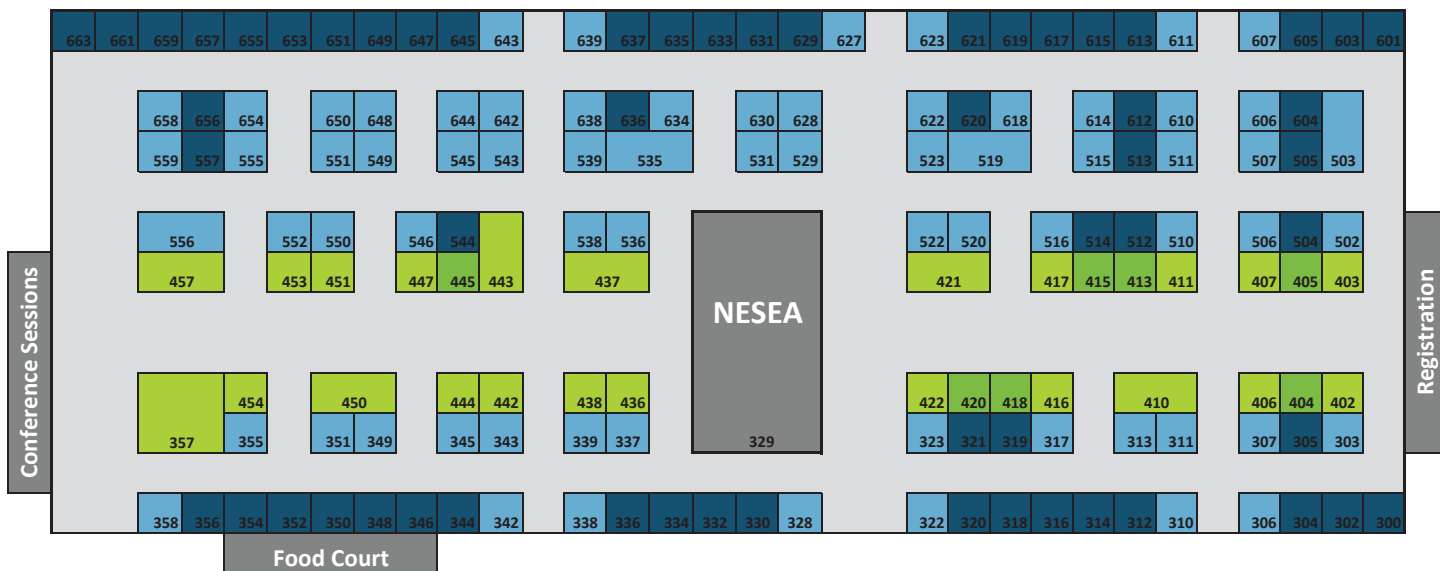 663 661 659 657 655 653 651 649 647 645 643 639 637 635 633 631 629 627 623 621 619 617 615 613 611 607 605 603 601
658 656 654 650 648 644 642 638 636 634 630 628 622 620 618 614 612 610 606 604
559 557 555 551 549 545 543 539 535 531 529 523 519 515 513 511 507 505 503
556 552 550 546 544 538 536 522 520 516 514 512 510 506 504 502
457 453 451 447 445 443 437 421 417 415 413 411 407 405 403
NESEA
Conference Sessions
Registration
454 450 444 442 438 436 422 420 418 416 410 406 404 402
357 355 351 349 345 343 339 337 329 323 321 319 317 313 311 307 305 303
358 356 354 352 350 348 346 344 342 338 336 334 332 330 328 322 320 318 316 314 312 310 306 304 302 300
Food Court